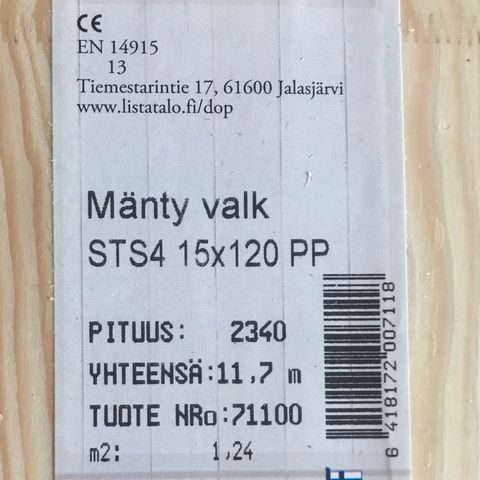 CE
EN 14915
13
Tiemestarintie 17, 61600 Jalasjärvi
www.listatalo.fi/dop
Mänty valk
STS4 15x120 PP
PITUUS: 2340
YHTEENSÄ:11,7 m
TUOTE NRo:71100
m2: 1,24
6 418172 007118